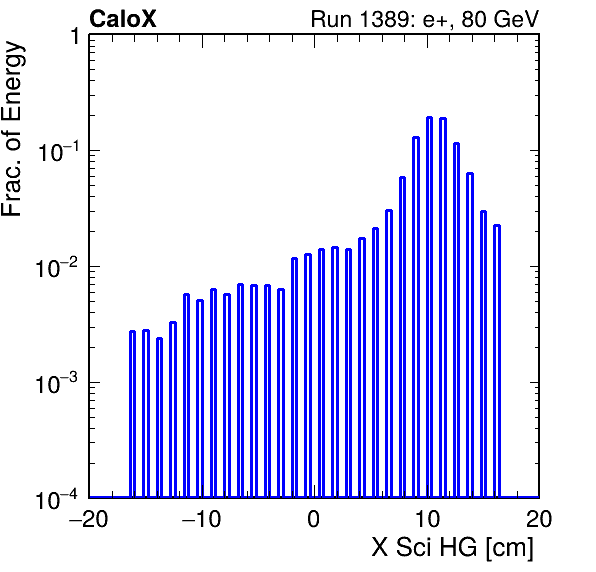 CaloX
Run 1389: e+, 80 GeV
Frac. of Energy
1
10⁻¹
10⁻²
10⁻³
10⁻⁴
−20
−10
0
10
20
X Sci HG [cm]